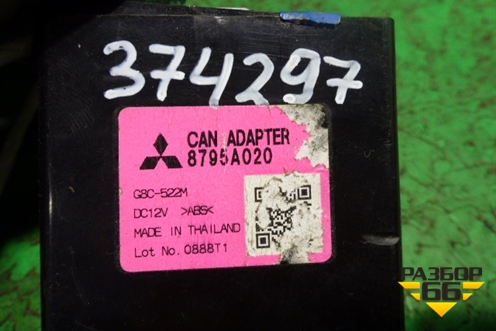 374297
CAN ADAPTER
8795A020
G8C-522M
DC12V >ABS<
MADE IN THAILAND
Lot No. 0888T1
РАЗБОР
66